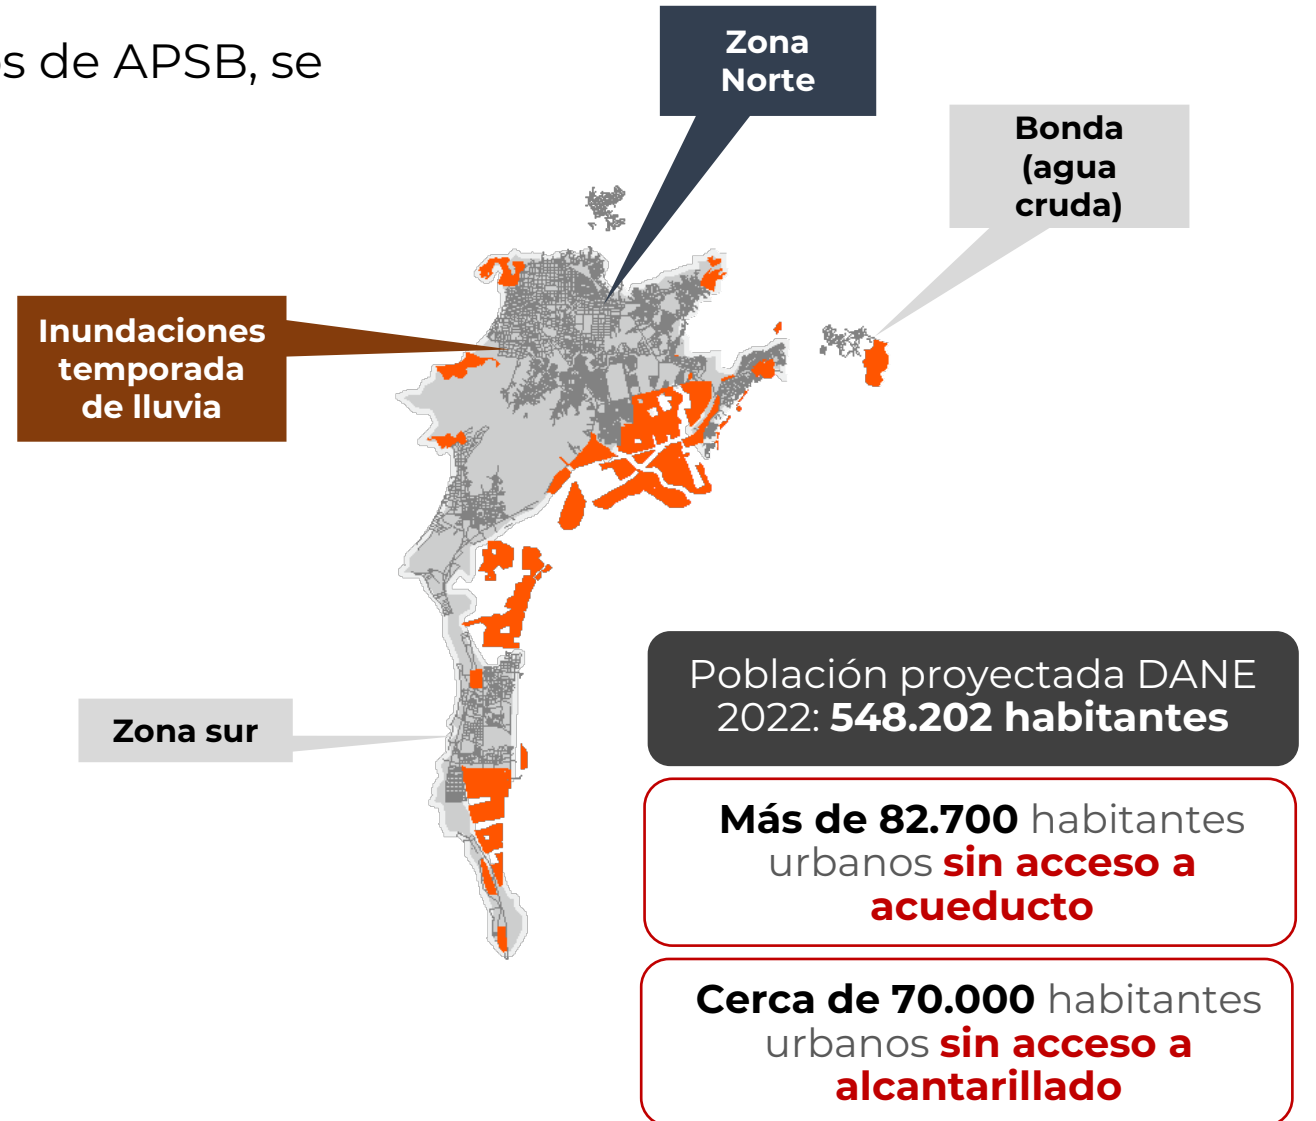 os de APSB, se
Zona
Norte
Bonda
(agua
cruda)
Inundaciones
temporada
de lluvia
Zona sur
Población proyectada DANE
2022: 548.202 habitantes
Más de 82.700 habitantes
urbanos sin acceso a
acueducto
Cerca de 70.000 habitantes
urbanos sin acceso a
alcantarillado